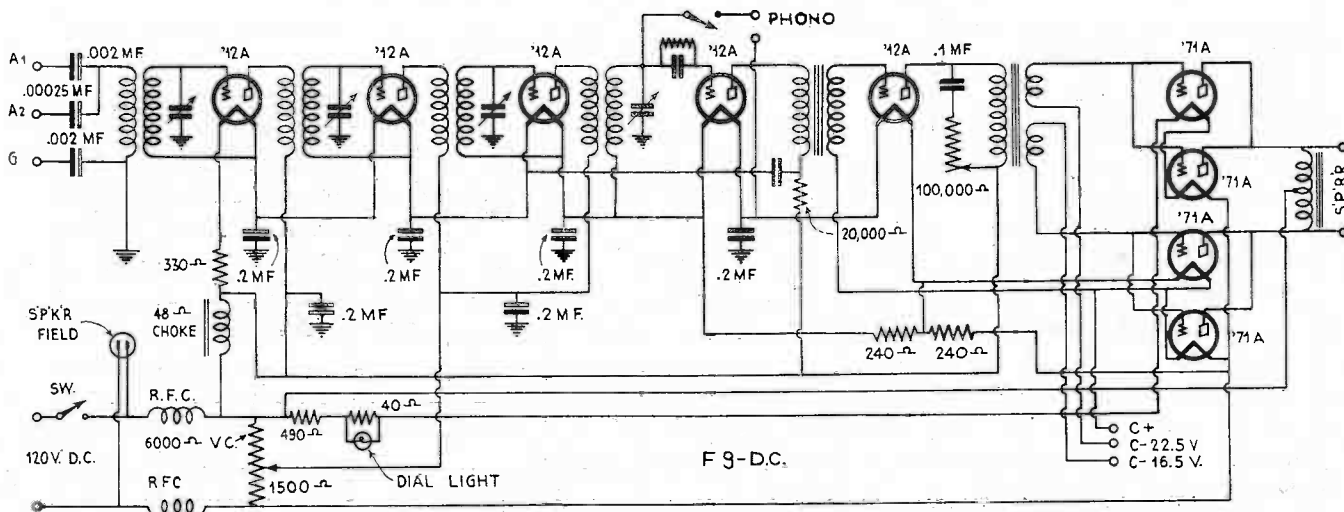 PHONO
A1
.002 MF
'12A
'12A
'12A
'12A
'12A
.1 MF
'71A
.00025 MF
A2
.002 MF
G
100,000 Ω
'71A
SP'K'R
20,000 Ω
'71A
330 Ω
.2 MF
.2 MF
.2 MF.
.2 MF
SP'K'R
FIELD
48 Ω
CHOKE
.2 MF
.2 MF.
240 Ω
240 Ω
'71A
SW.
R.F.C.
40 Ω
6000 Ω V.C.
490 Ω
C +
120V. D.C.
F 9-D.C.
C- 22.5 V
C- 16.5 V.
RFC
1500 Ω
DIAL LIGHT